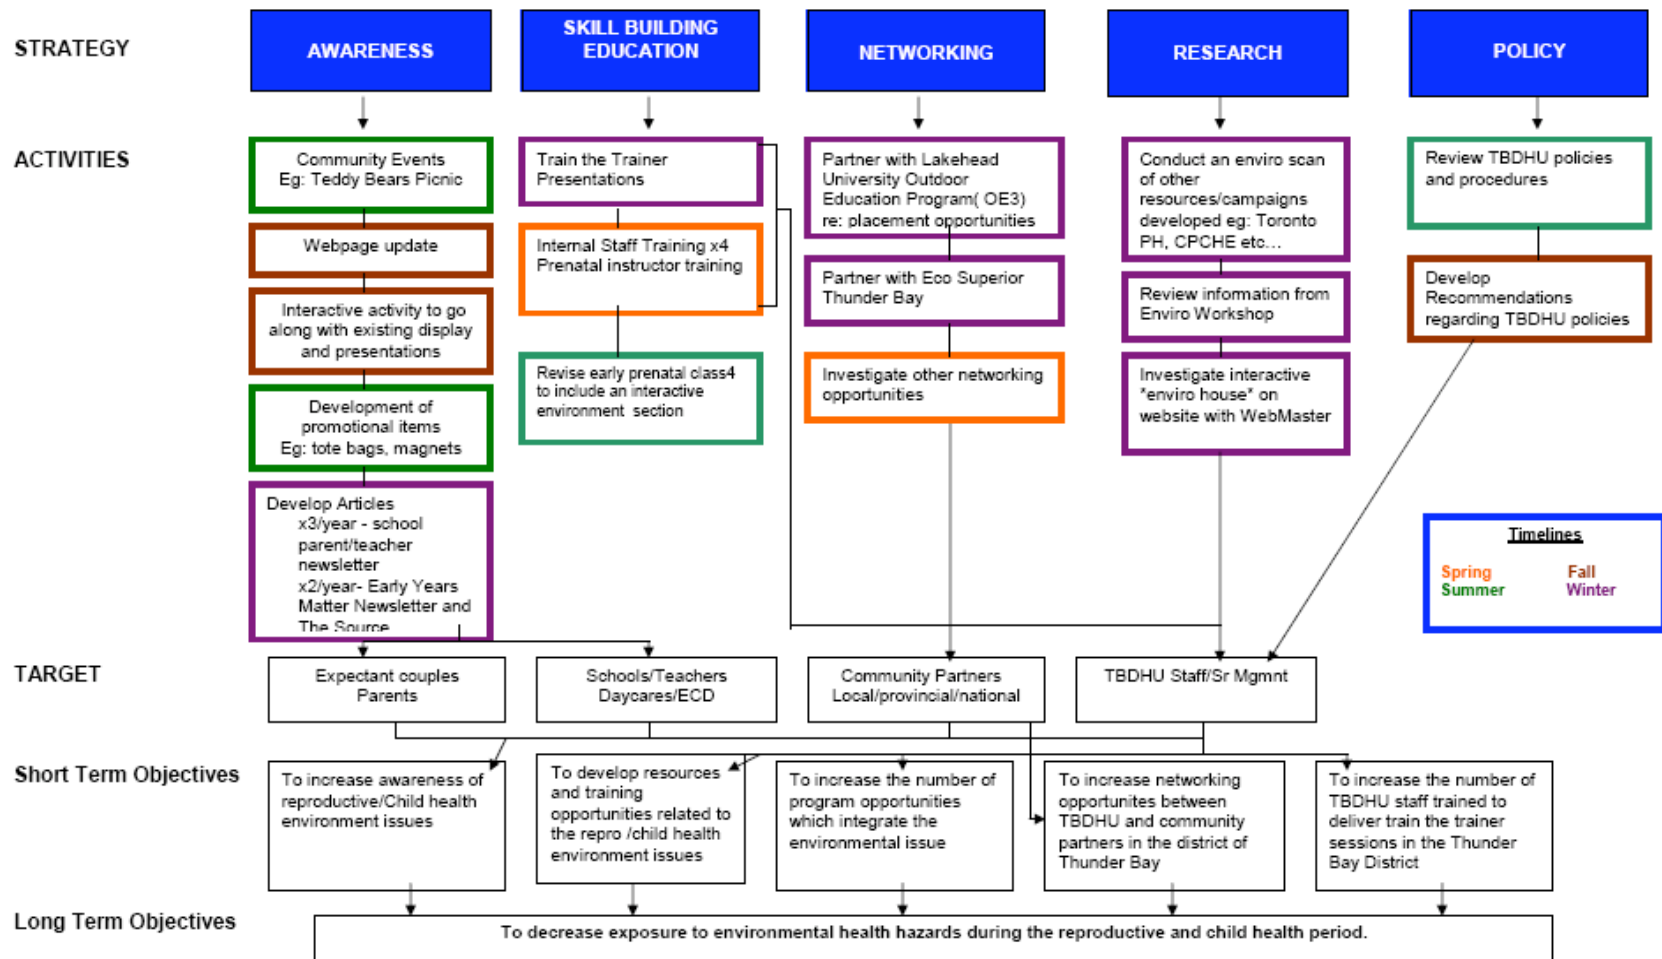 STRATEGY
AWARENESS
SKILL BUILDING
EDUCATION
NETWORKING
RESEARCH
POLICY
ACTIVITIES
Community Events
Eg: Teddy Bears Picnic
Webpage update
Interactive activity to go
along with existing display
and presentations
Development of
promotional items
Eg: tote bags, magnets
Develop Articles
x3/year - school
parent/teacher
newsletter
x2/year- Early Years
Matter Newsletter and
The Source
Train the Trainer
Presentations
Internal Staff Training x4
Prenatal instructor training
Revise early prenatal class4
to include an interactive
environment section
Partner with Lakehead
University Outdoor
Education Program( OE3)
re: placement opportunities
Partner with Eco Superior
Thunder Bay
Investigate other networking
opportunities
Conduct an enviro scan
of other
resources/campaigns
developed eg: Toronto
PH, CPCHE etc...
Review information from
Enviro Workshop
Investigate interactive
*enviro house* on
website with WebMaster
Review TBDHU policies
and procedures
Develop
Recommendations
regarding TBDHU policies
Timelines
Spring Fall
Summer Winter
TARGET
Expectant couples
Parents
Schools/Teachers
Daycares/ECD
Community Partners
Local/provincial/national
TBDHU Staff/Sr Mgmnt
Short Term Objectives
To increase awareness of
reproductive/Child health
environment issues
To develop resources
and training
opportunities related to
the repro /child health
environment issues
To increase the number of
program opportunities
which integrate the
environmental issue
To increase networking
opportunites between
TBDHU and community
partners in the district of
Thunder Bay
To increase the number of
TBDHU staff trained to
deliver train the trainer
sessions in the Thunder
Bay District
Long Term Objectives
To decrease exposure to environmental health hazards during the reproductive and child health period.